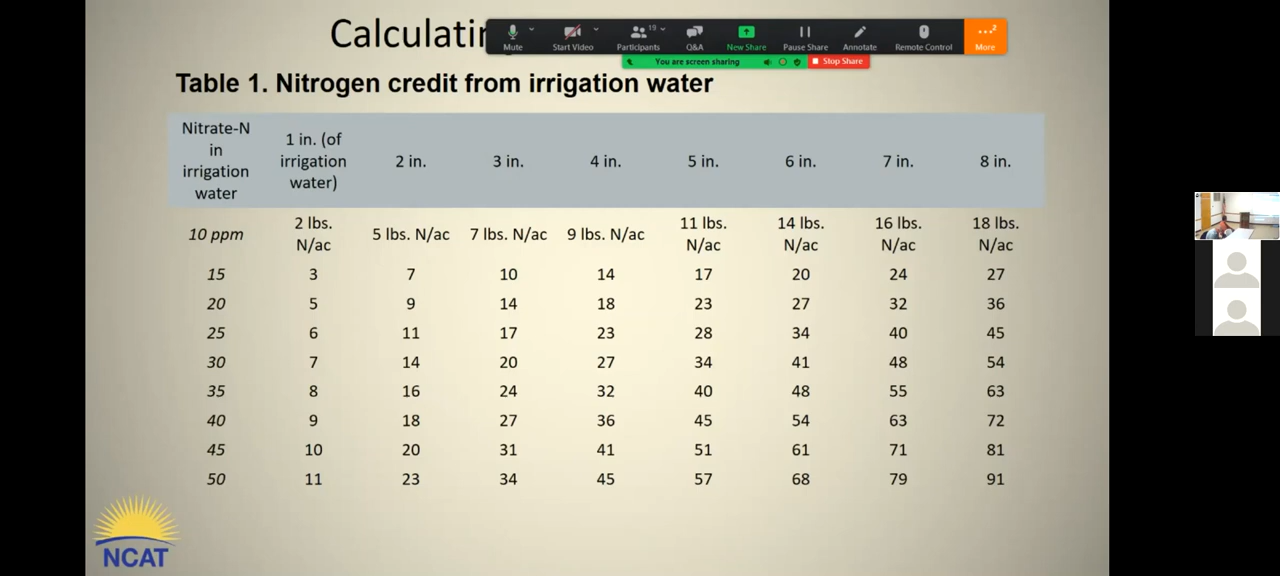 Calculatin
Mute
Start Video
19
Participants
Q&A
New Share
Pause Share
Annotate
Remote Control
2
More
You are screen sharing
Stop Share
Table 1. Nitrogen credit from irrigation water
Nitrate-N
in
irrigation
water
1 in. (of
irrigation
water)
2 in.
3 in.
4 in.
5 in.
6 in.
7 in.
8 in.
10 ppm
2 lbs.
N/ac
5 lbs. N/ac
7 lbs. N/ac
9 lbs. N/ac
11 lbs.
N/ac
14 lbs.
N/ac
16 lbs.
N/ac
18 lbs.
N/ac
15 3 7 10 14 17 20 24 27
20 5 9 14 18 23 27 32 36
25 6 11 17 23 28 34 40 45
30 7 14 20 27 34 41 48 54
35 8 16 24 32 40 48 55 63
40 9 18 27 36 45 54 63 72
45 10 20 31 41 51 61 71 81
50 11 23 34 45 57 68 79 91
NCAT